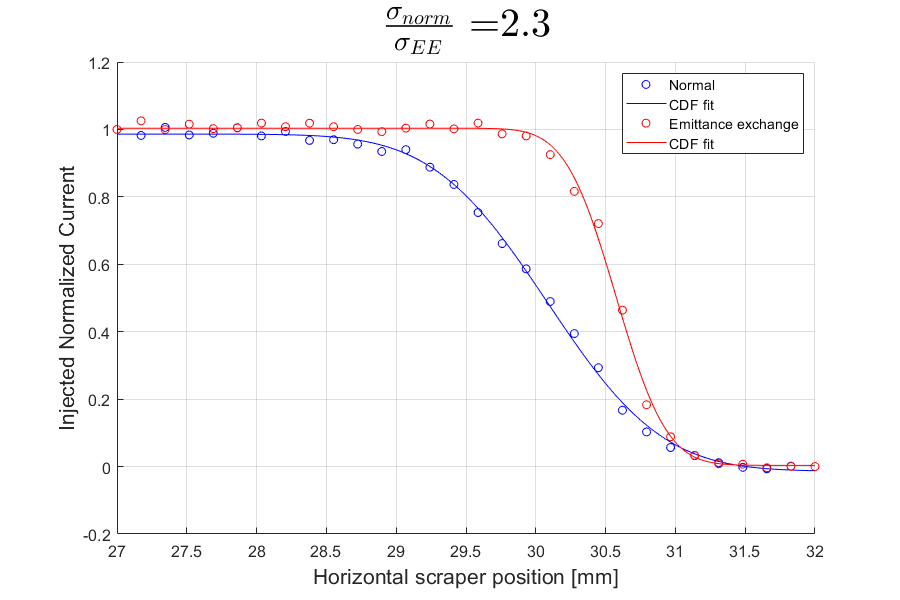 σnorm/σEE =2.3
1.2
1
0.8
0.6
0.4
0.2
0
-0.2
27
27.5
28
28.5
29
29.5
30
30.5
31
31.5
32
Injected Normalized Current
Horizontal scraper position [mm]
Normal
CDF fit
Emittance exchange
CDF fit